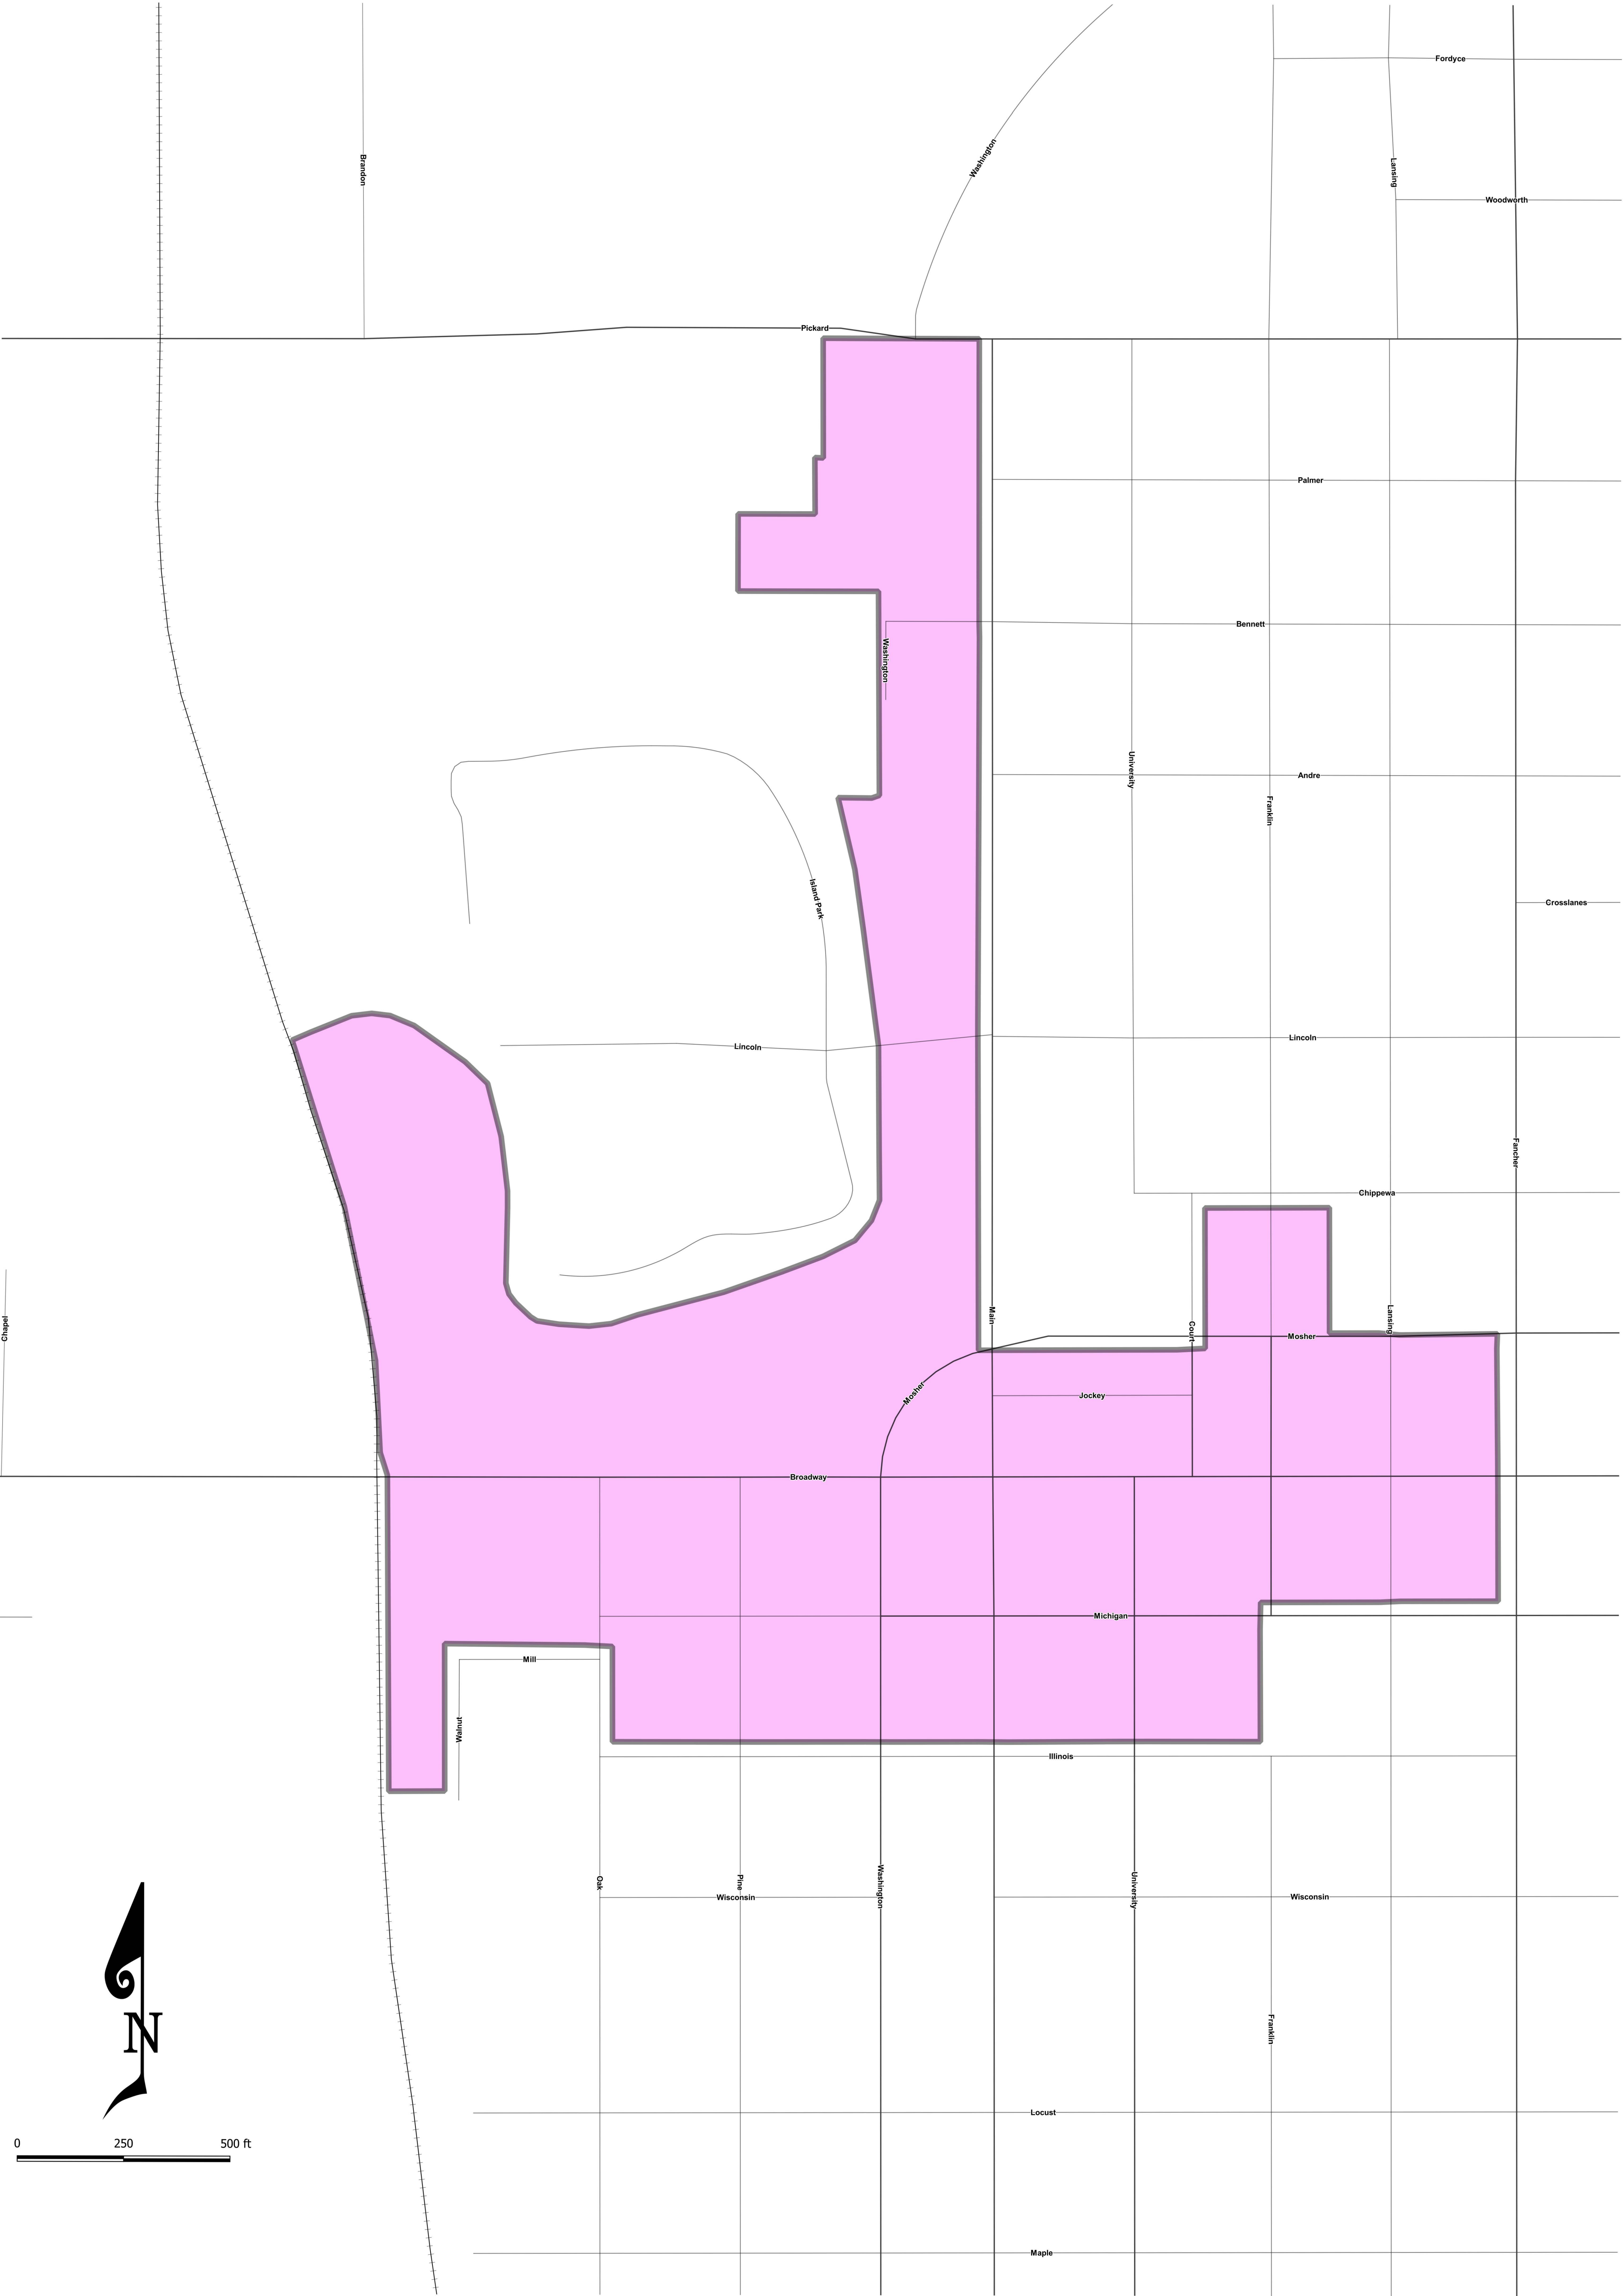 Fordyce
Brandon
Washington
Lansing
Woodworth
Pickard
Palmer
Bennett
Washington
University
Andre
Franklin
Island Park
Crosslanes
Lincoln
Lincoln
Fancher
Chippewa
Chapel
Main
Court
Lansing
Mosher
Mosher
Jockey
Broadway
Michigan
Mill
Walnut
Illinois
Oak
Pine
Washington
University
Wisconsin
Wisconsin
N
Franklin
Locust
0 250 500 ft
Maple